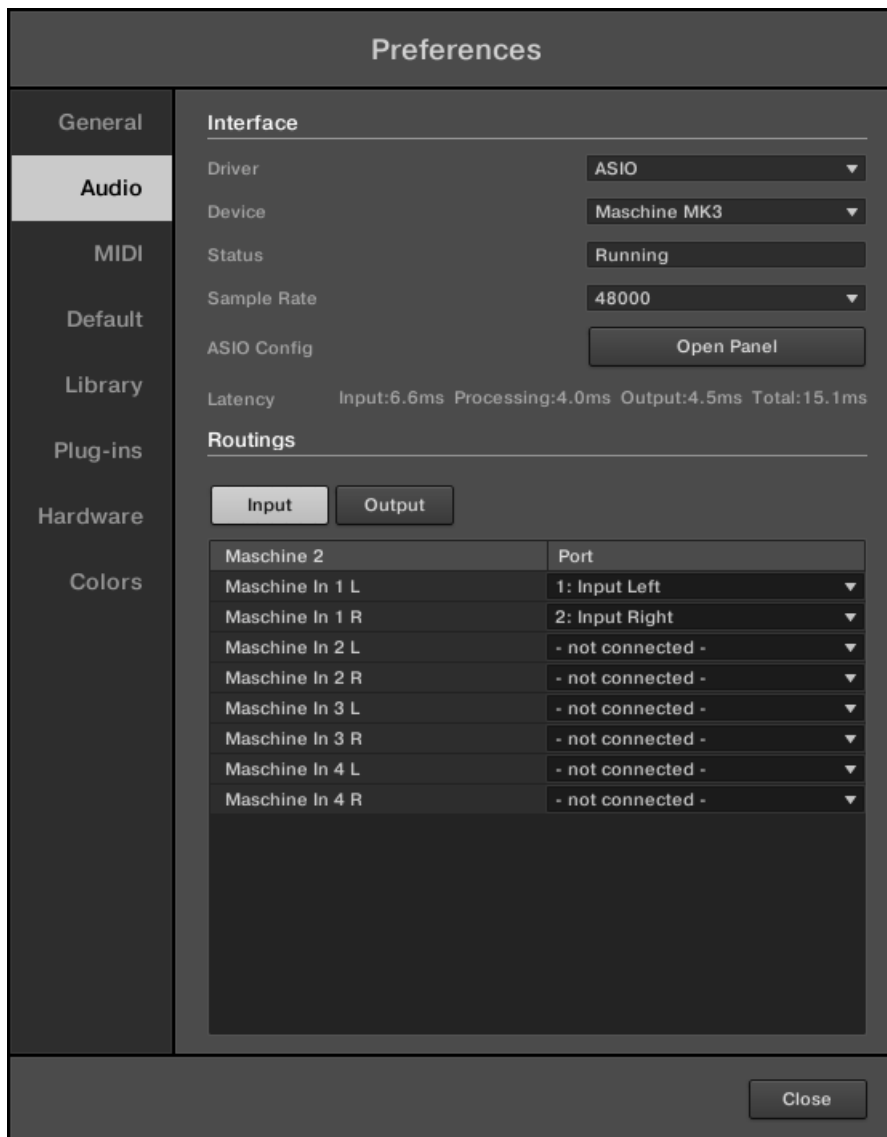 Preferences
General
Audio
MIDI
Default
Library
Plug-ins
Hardware
Colors
Interface
Driver ASIO
Device Maschine MK3
Status Running
Sample Rate 48000
ASIO Config Open Panel
Latency Input:6.6ms Processing:4.0ms Output:4.5ms Total:15.1ms
Routings
Input Output
Maschine 2 Port
Maschine In 1 L 1: Input Left
Maschine In 1 R 2: Input Right
Maschine In 2 L - not connected -
Maschine In 2 R - not connected -
Maschine In 3 L - not connected -
Maschine In 3 R - not connected -
Maschine In 4 L - not connected -
Maschine In 4 R - not connected -
Close